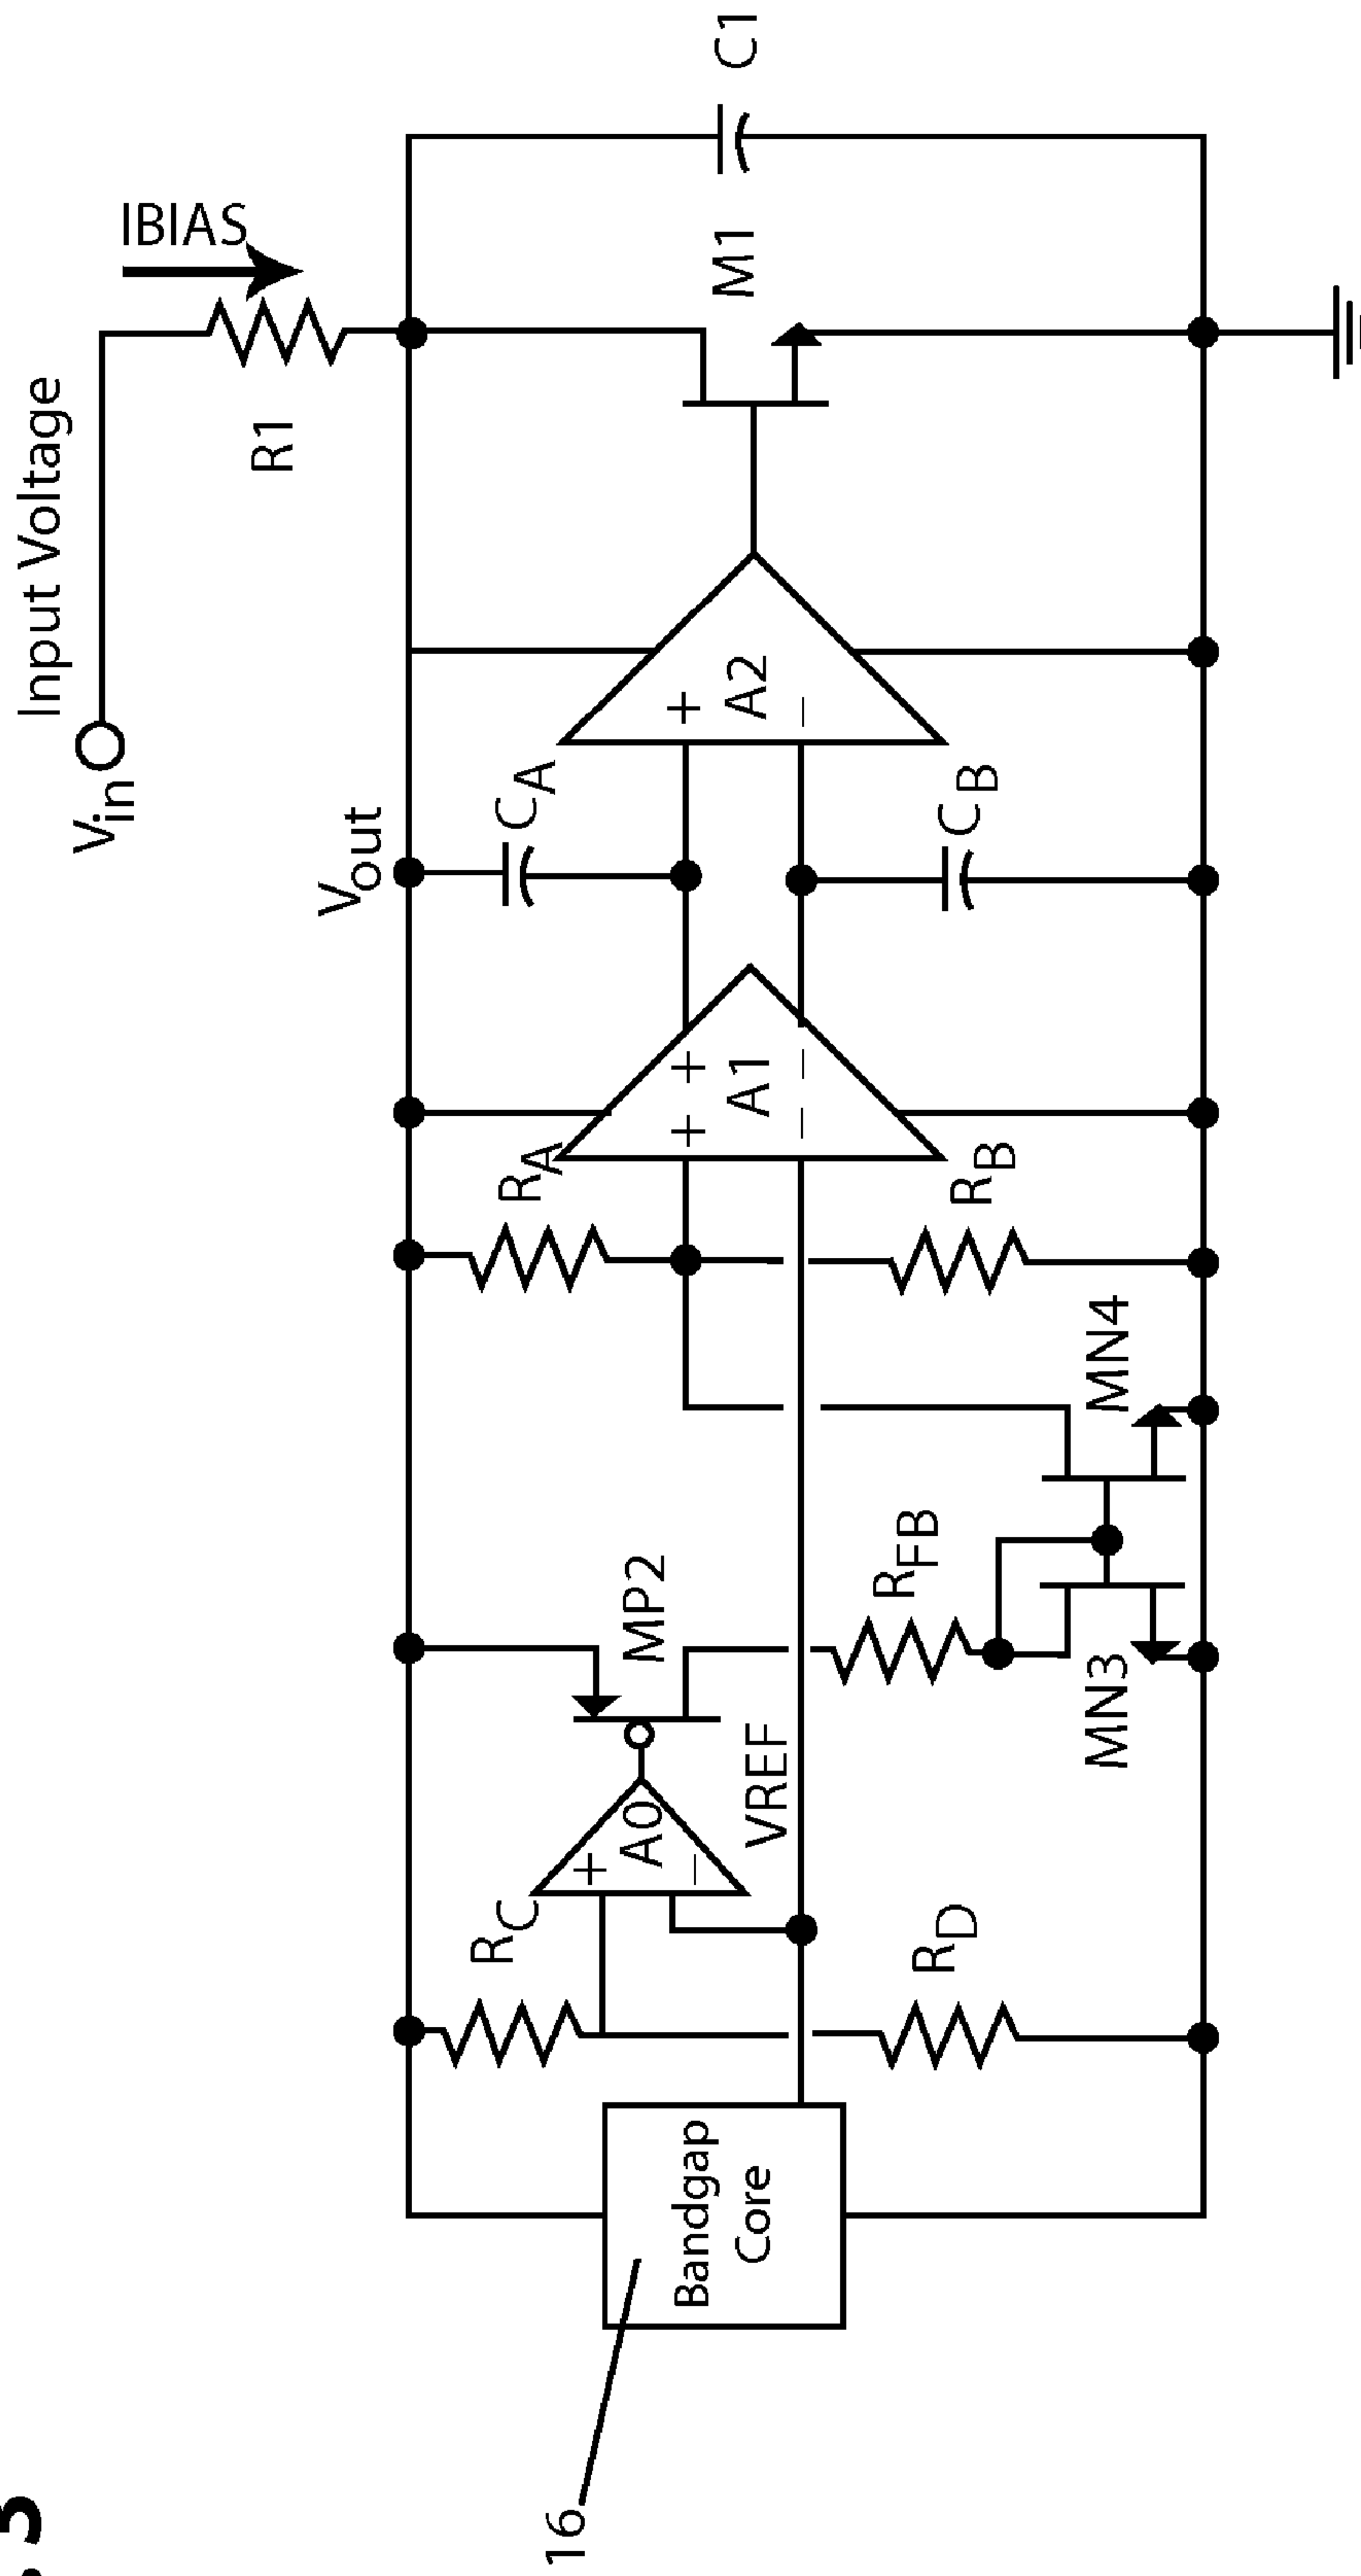 . 3
Input Voltage
Vin
IBIAS
R1
Vout
CA
CB
C1
M1
A2
+
−
A1
+ +
− −
RA
RB
MN4
RFB
MN3
MP2
VREF
A0
+
−
RC
RD
Bandgap
Core
16